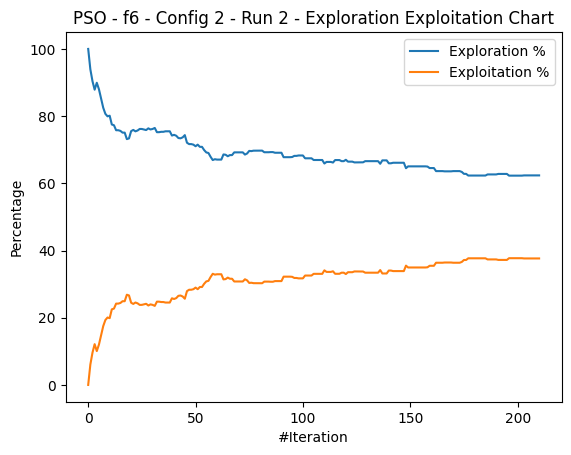 PSO - f6 - Config 2 - Run 2 - Exploration Exploitation Chart
Exploration %
Exploitation %
Percentage
100
80
60
40
20
0
0 50 100 150 200
#Iteration